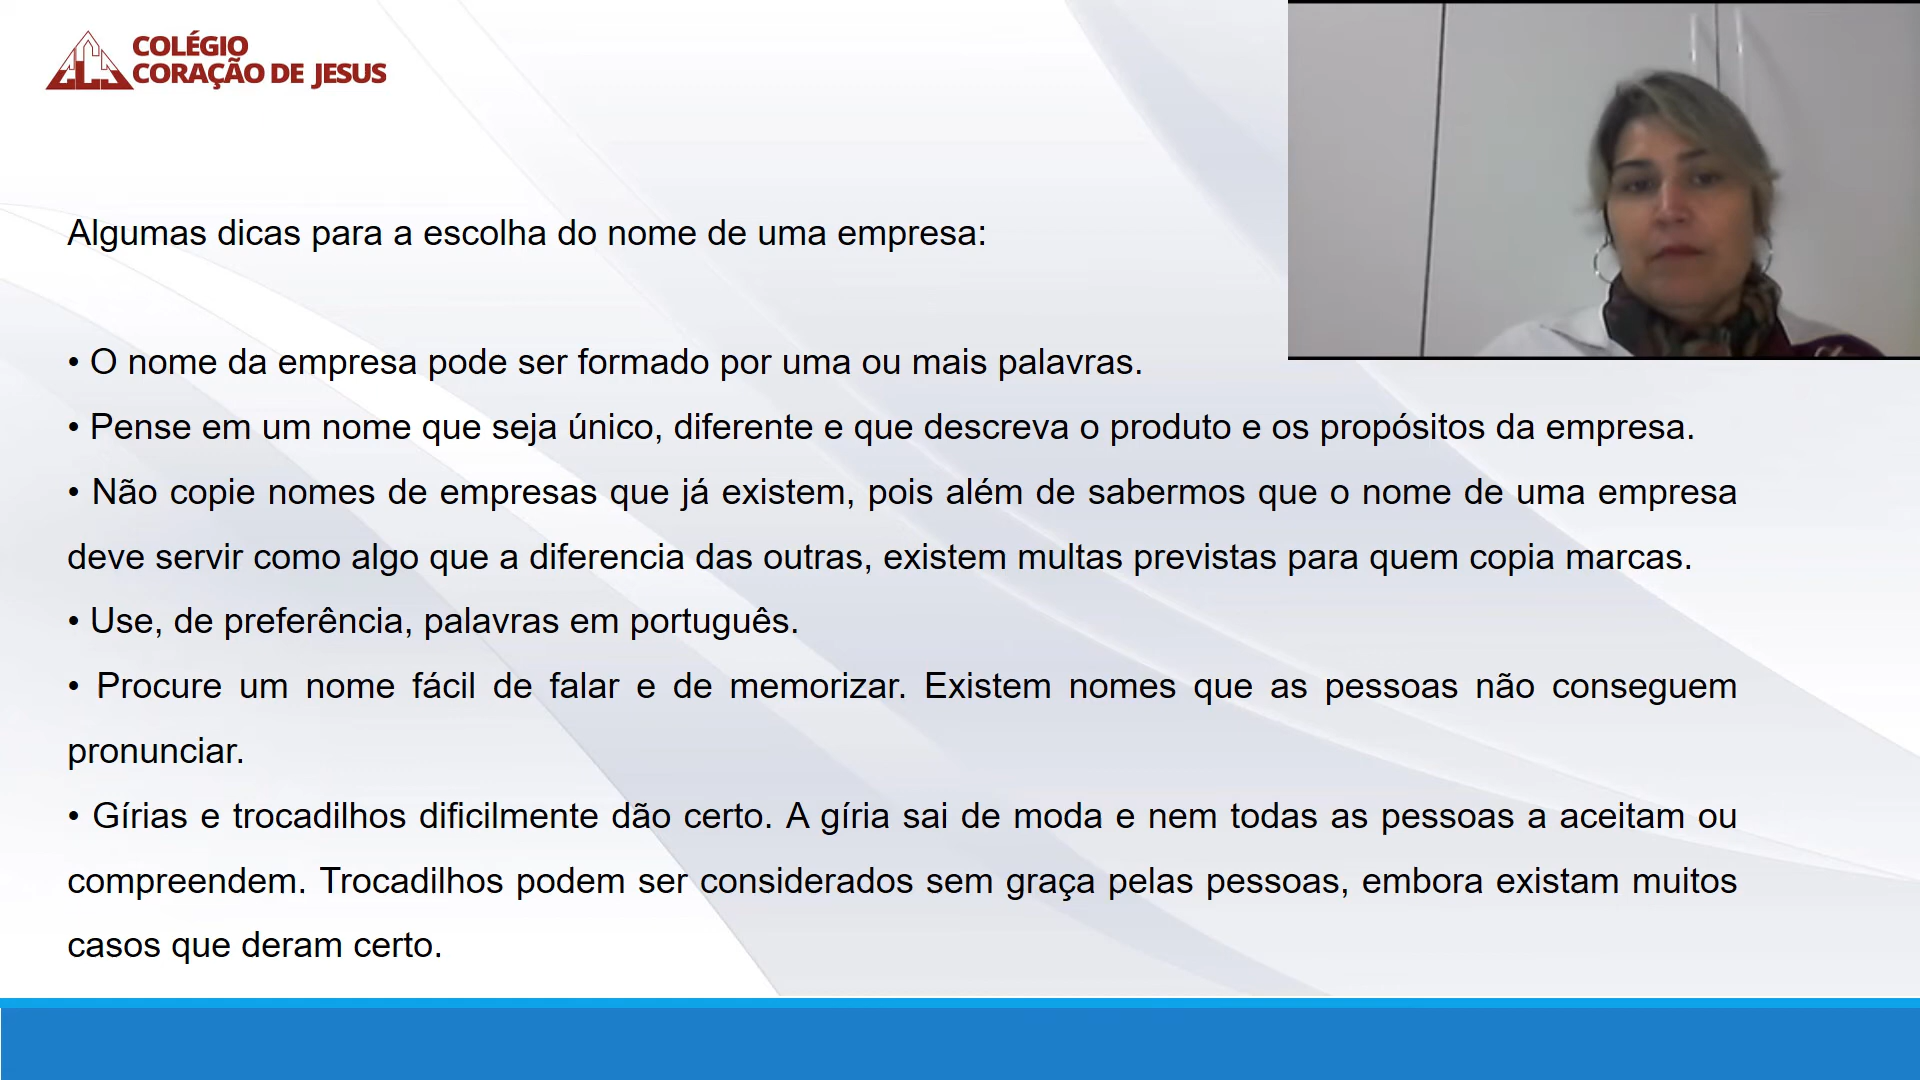 COLÉGIO
CORAÇÃO DE JESUS
Algumas dicas para a escolha do nome de uma empresa:
• O nome da empresa pode ser formado por uma ou mais palavras.
• Pense em um nome que seja único, diferente e que descreva o produto e os propósitos da empresa.
• Não copie nomes de empresas que já existem, pois além de sabermos que o nome de uma empresa
deve servir como algo que a diferencia das outras, existem multas previstas para quem copia marcas.
• Use, de preferência, palavras em português.
• Procure um nome fácil de falar e de memorizar. Existem nomes que as pessoas não conseguem
pronunciar.
• Gírias e trocadilhos dificilmente dão certo. A gíria sai de moda e nem todas as pessoas a aceitam ou
compreendem. Trocadilhos podem ser considerados sem graça pelas pessoas, embora existam muitos
casos que deram certo.